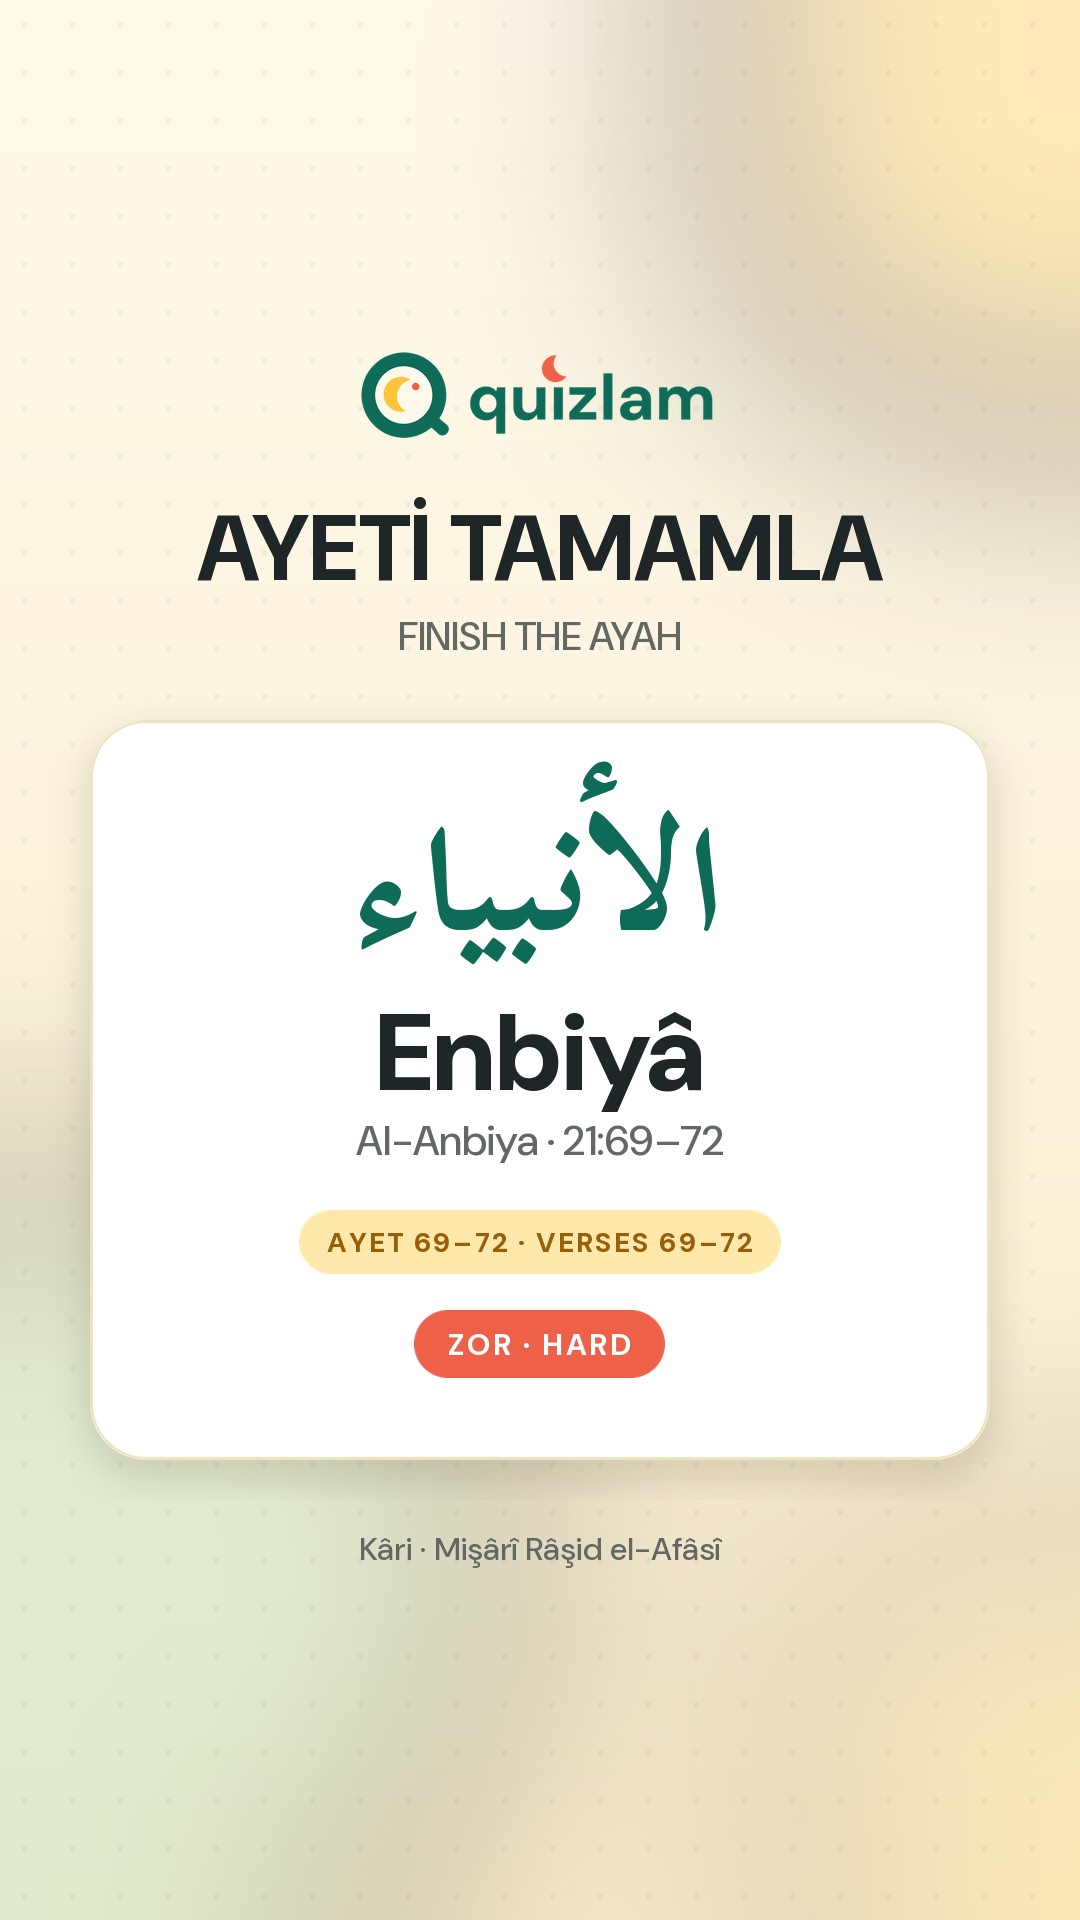 quizlam
AYETİ TAMAMLA
FINISH THE AYAH
الأنبياء
Enbiyâ
Al-Anbiya · 21:69–72
AYET 69–72 · VERSES 69–72
ZOR · HARD
Kâri · Mişârî Râşid el-Afâsî